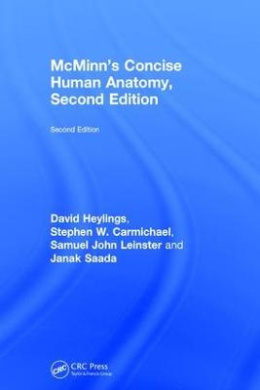 McMinn's Concise
Human Anatomy,
Second Edition
Second Edition
David Heylings,
Stephen W. Carmichael,
Samuel John Leinster and
Janak Saada
CRC
CRC Press
Taylor & Francis Group